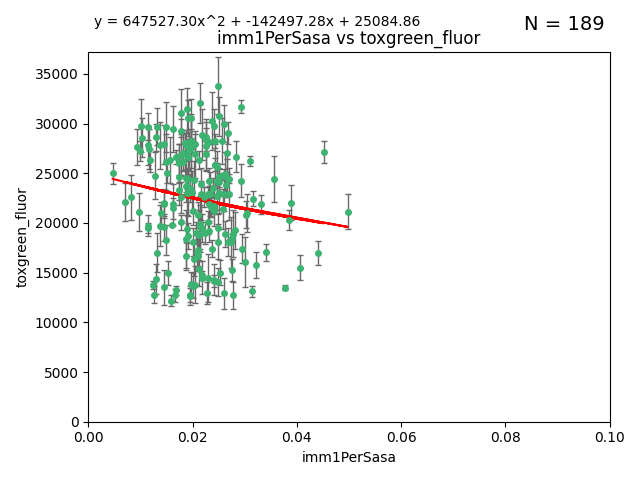 y = 647527.30x^2 + -142497.28x + 25084.86
N = 189
imm1PerSasa vs toxgreen_fluor
35000
30000
25000
20000
15000
10000
5000
0
toxgreen_fluor
0.00 0.02 0.04 0.06 0.08 0.10
imm1PerSasa